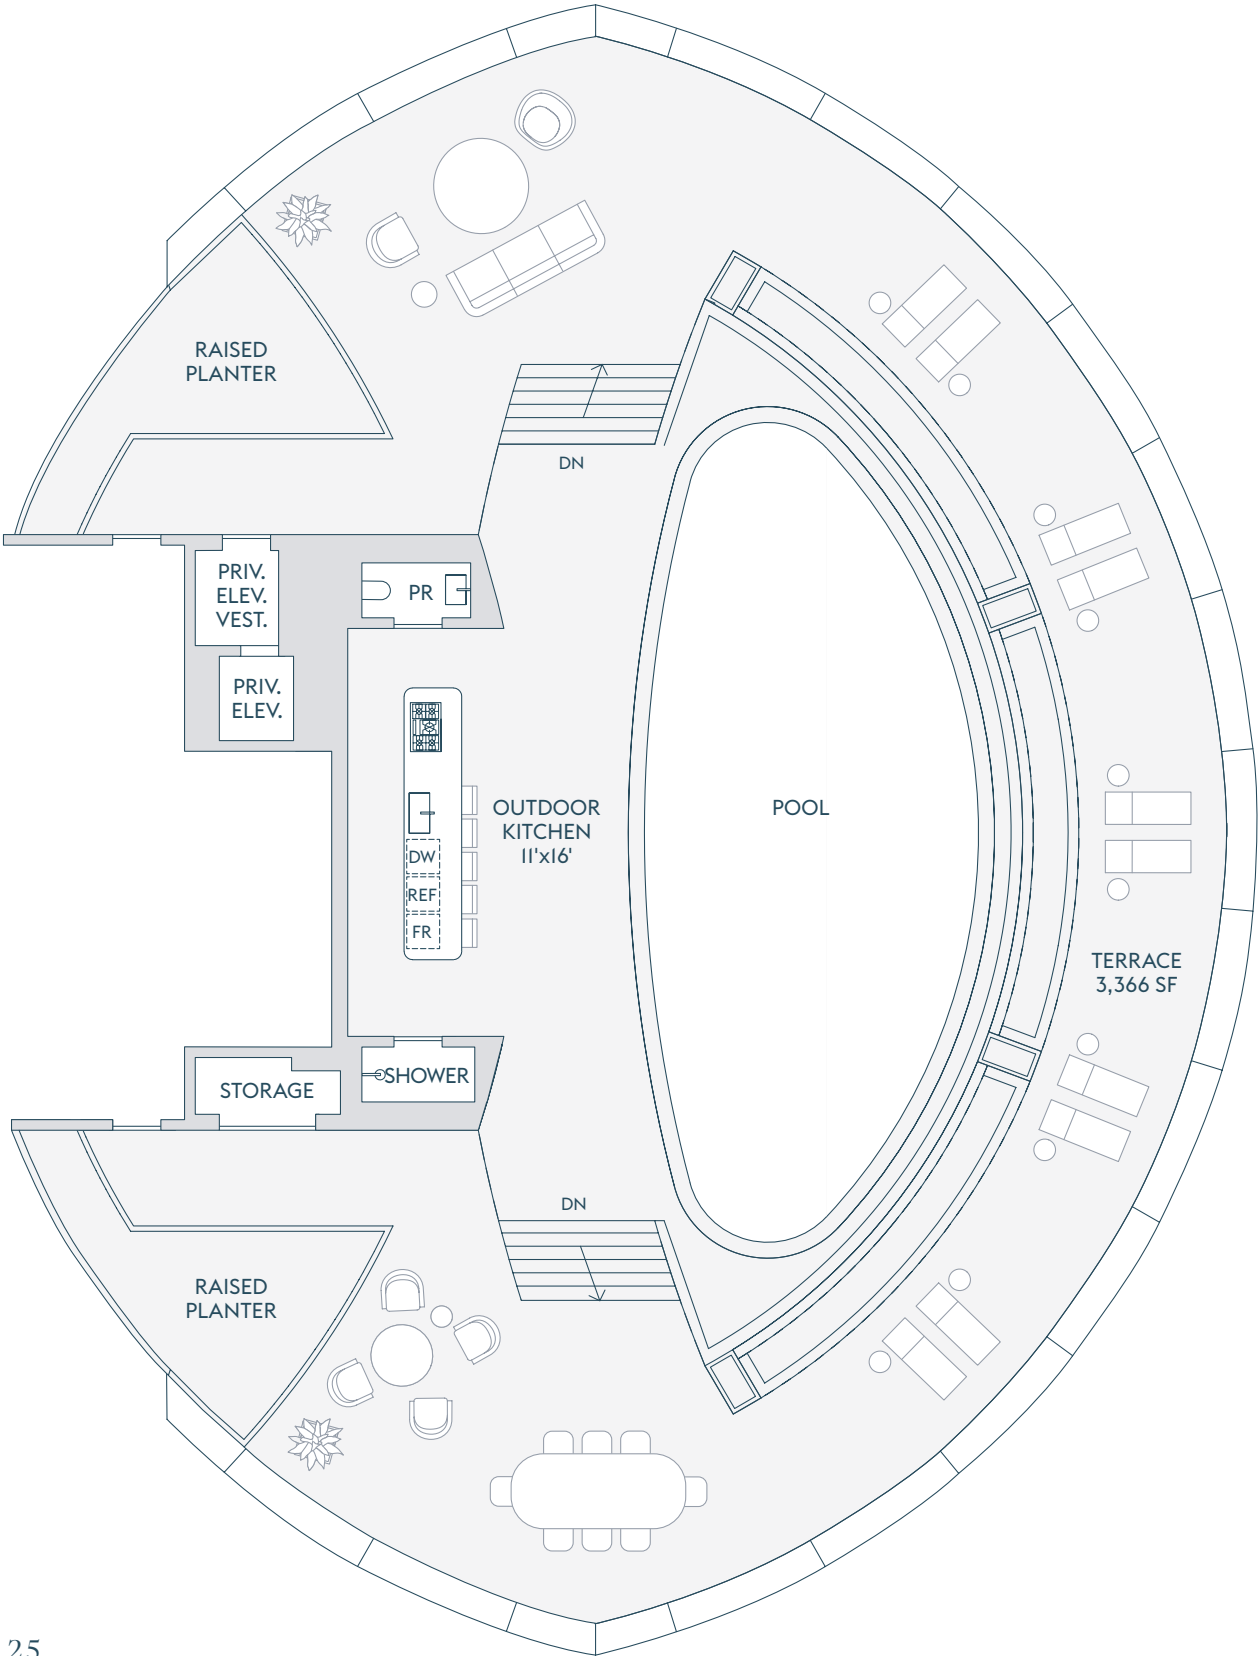 RAISED
PLANTER
DN
PRIV.
ELEV.
VEST.
PR
PRIV.
ELEV.
OUTDOOR
KITCHEN
11'x16'
POOL
DW
REF
FR
TERRACE
3,366 SF
STORAGE
SHOWER
DN
RAISED
PLANTER
25